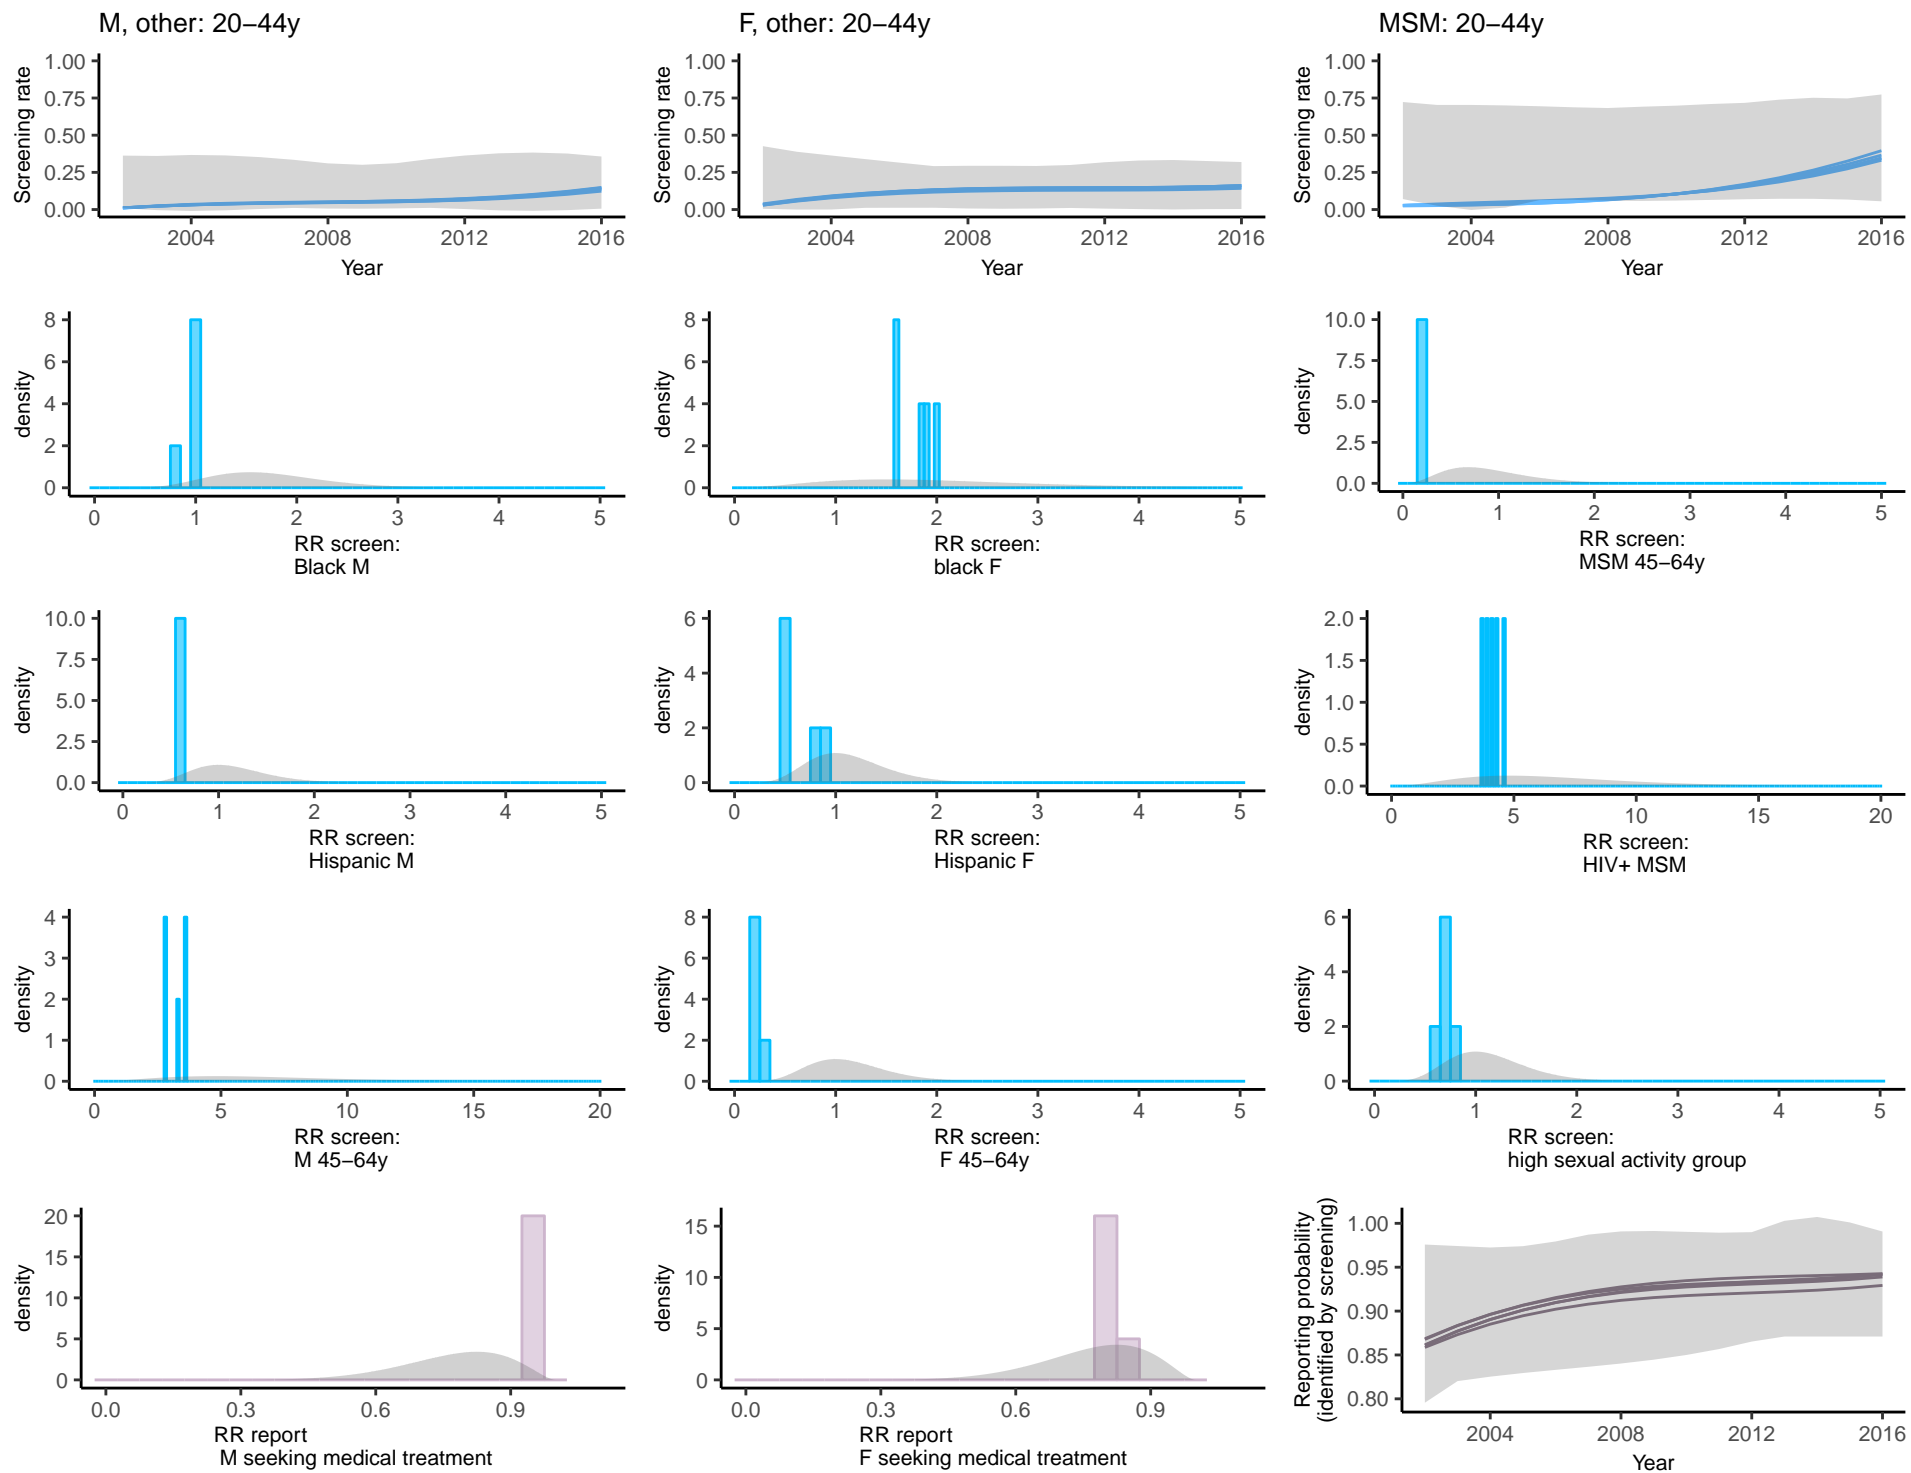 M, other: 20–44y
F, other: 20–44y
MSM: 20–44y
Screening rate
1.00
0.75
0.50
0.25
0.00
2004 2008 2012 2016
Year
Screening rate
1.00
0.75
0.50
0.25
0.00
2004 2008 2012 2016
Year
Screening rate
1.00
0.75
0.50
0.25
0.00
2004 2008 2012 2016
Year
density
8
6
4
2
0
0 1 2 3 4 5
RR screen:
Black M
density
8
6
4
2
0
0 1 2 3 4 5
RR screen:
black F
density
10.0
7.5
5.0
2.5
0.0
0 1 2 3 4 5
RR screen:
MSM 45–64y
density
10.0
7.5
5.0
2.5
0.0
0 1 2 3 4 5
RR screen:
Hispanic M
density
6
4
2
0
0 1 2 3 4 5
RR screen:
Hispanic F
density
2.0
1.5
1.0
0.5
0.0
0 5 10 15 20
RR screen:
HIV+ MSM
density
4
3
2
1
0
0 5 10 15 20
RR screen:
M 45–64y
density
8
6
4
2
0
0 1 2 3 4 5
RR screen:
F 45–64y
density
6
4
2
0
0 1 2 3 4 5
RR screen:
high sexual activity group
density
20
15
10
5
0
0.0 0.3 0.6 0.9
RR report
M seeking medical treatment
density
15
10
5
0
0.0 0.3 0.6 0.9
RR report
F seeking medical treatment
Reporting probability
(identified by screening)
1.00
0.95
0.90
0.85
0.80
2004 2008 2012 2016
Year